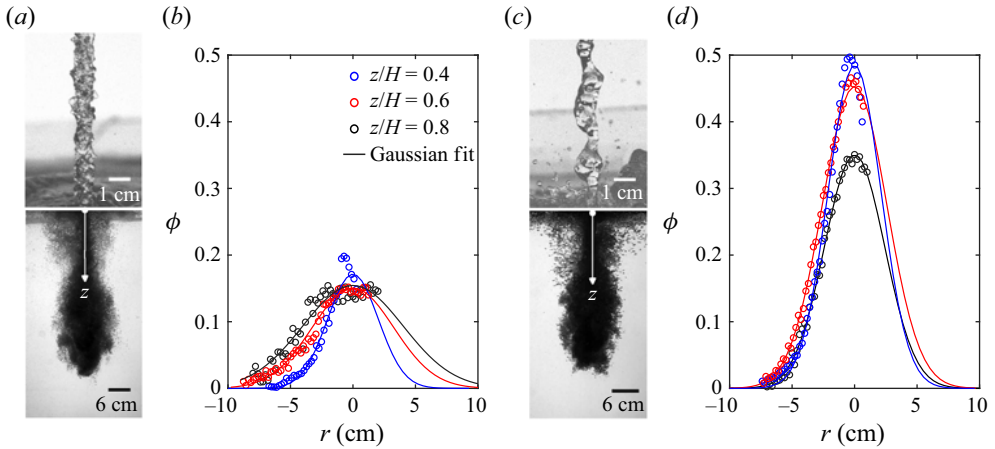 (a)
(b)
(c)
(d)
1 cm
z
6 cm
0.5
0.4
0.3
0.2
0.1
0
ϕ
z/H = 0.4
z/H = 0.6
z/H = 0.8
Gaussian fit
−10
−5
0
5
10
r (cm)
1 cm
z
6 cm
0.5
0.4
0.3
0.2
0.1
0
ϕ
−10
−5
0
5
10
r (cm)